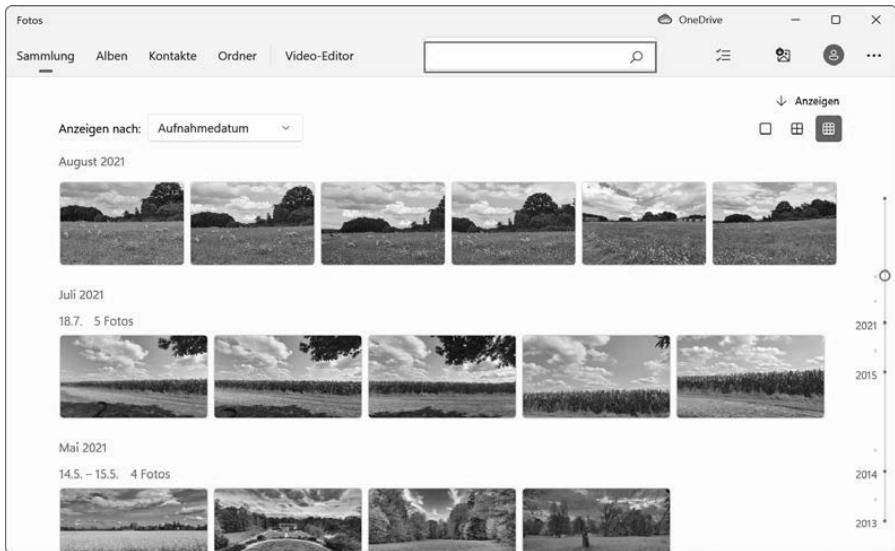 Fotos
OneDrive
Sammlung Alben Kontakte Ordner Video-Editor
Anzeigen
Anzeigen nach: Aufnahmedatum
August 2021
Juli 2021
18.7. 5 Fotos
2021
2015
Mai 2021
14.5. – 15.5. 4 Fotos
2014
2013